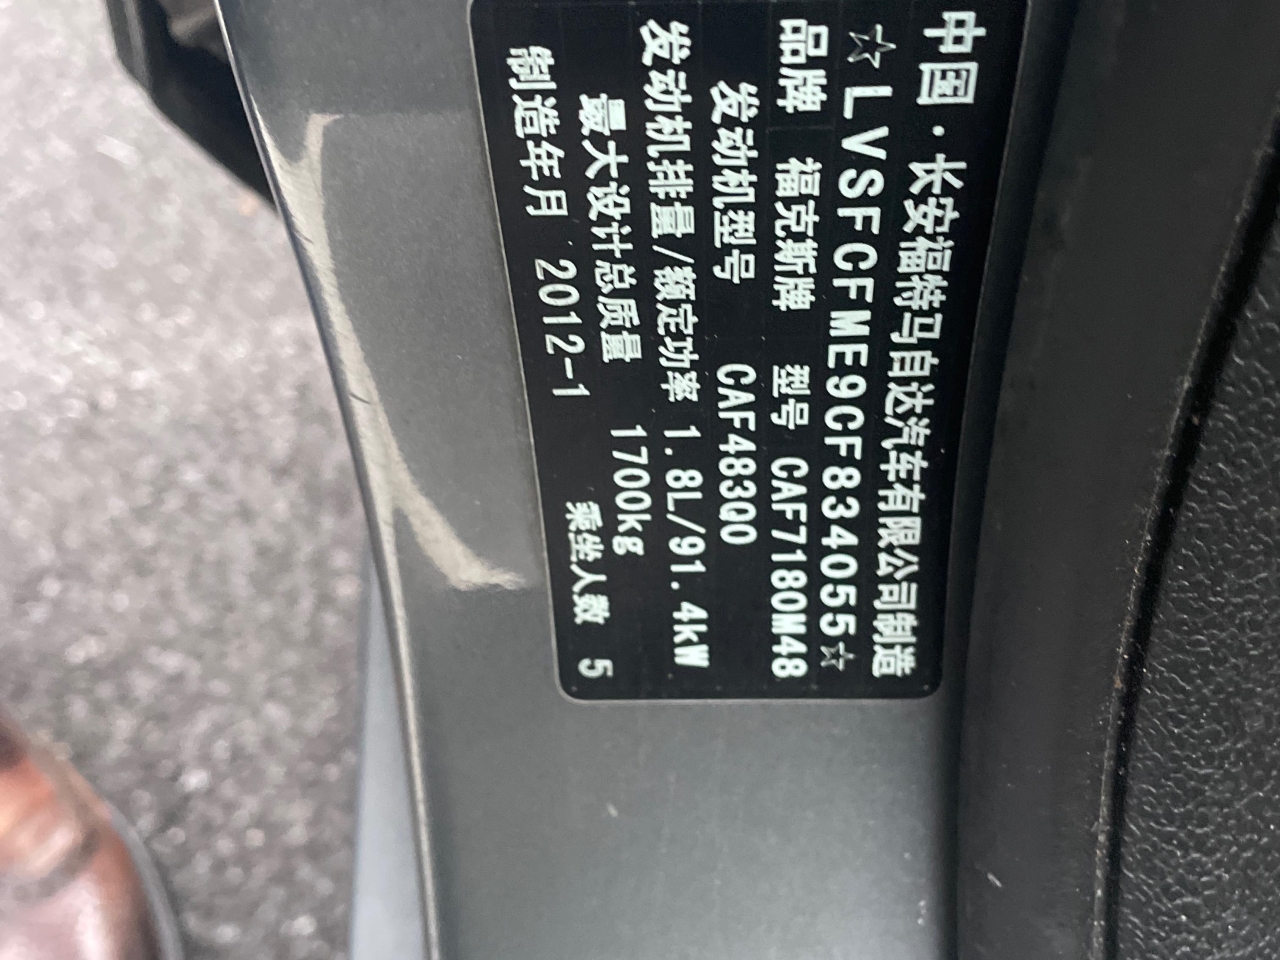 中国·长安福特马自达汽车有限公司制造
☆LVSFCFME9CF834055☆
品牌 福克斯牌 型号 CAF7180M48
发动机型号 CAF483Q0
发动机排量/额定功率 1.8L/91.4kW
最大设计总质量 1700kg
制造年月 2012-1 乘坐人数 5